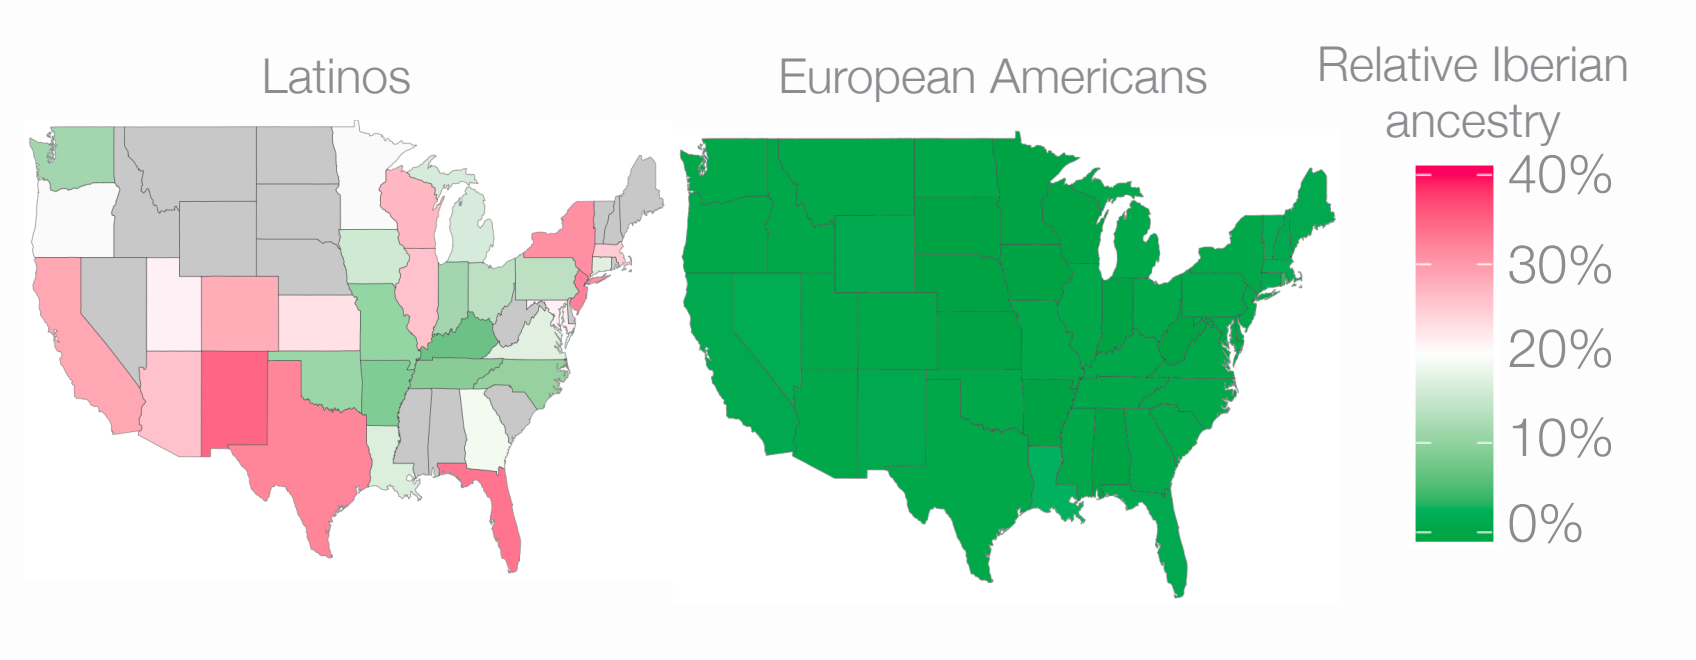 Latinos
European Americans
Relative Iberian
ancestry
40%
30%
20%
10%
0%